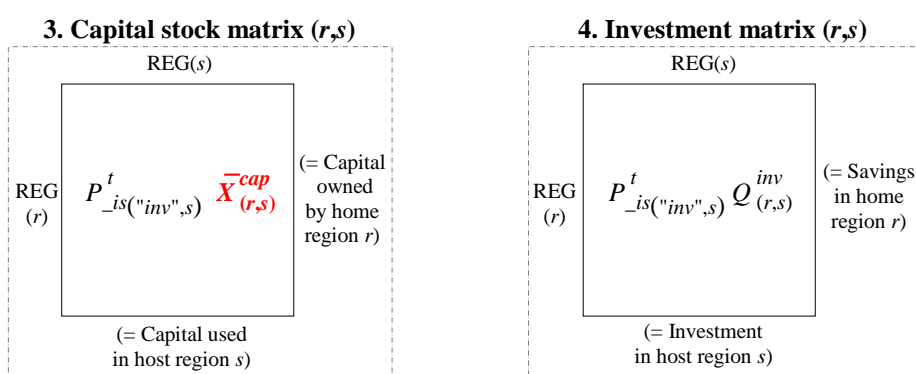 3. Capital stock matrix (r,s)
REG(s)
REG
(r)
P^t_is("inv",s) X̅^cap_(r,s)
(= Capital
owned
by home
region r)
(= Capital used
in host region s)
4. Investment matrix (r,s)
REG(s)
REG
(r)
P^t_is("inv",s) Q^inv_(r,s)
(= Savings
in home
region r)
(= Investment
in host region s)